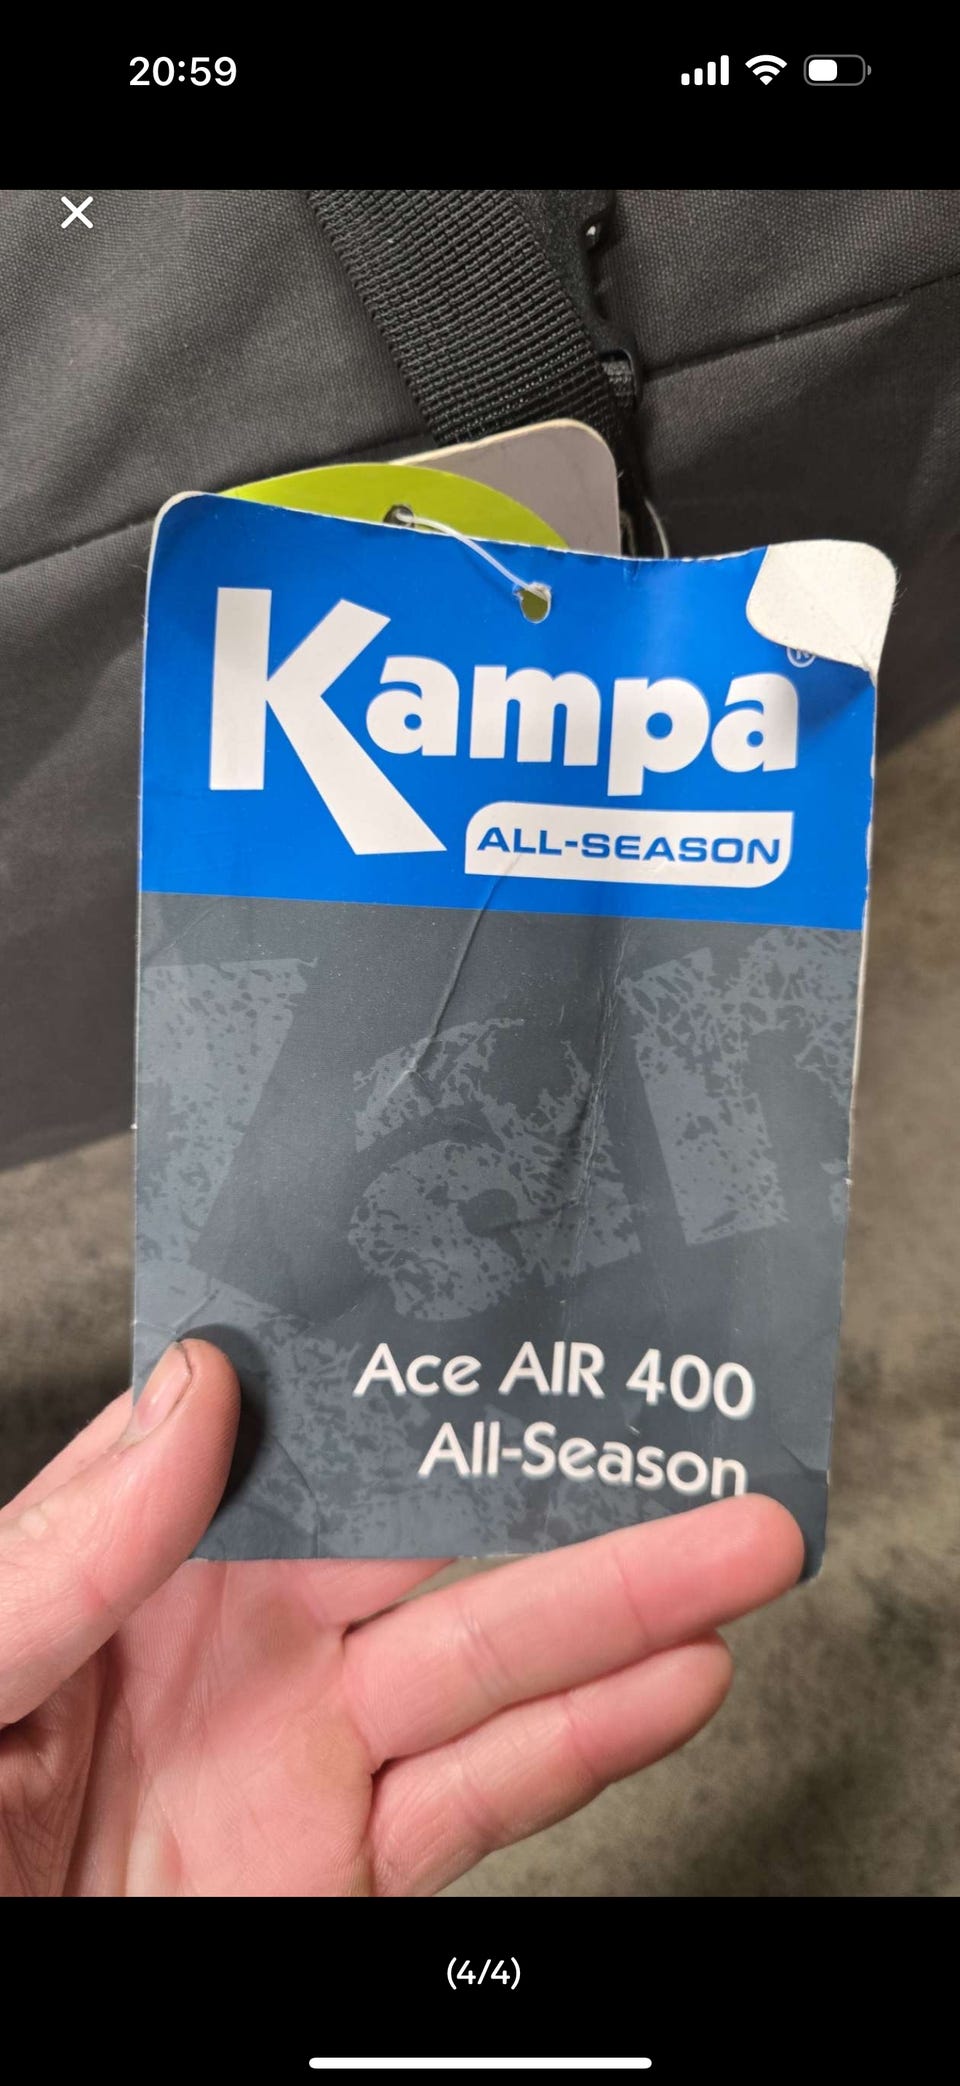 20:59
Kampa®
ALL-SEASON
Ace AIR 400
All-Season
(4/4)